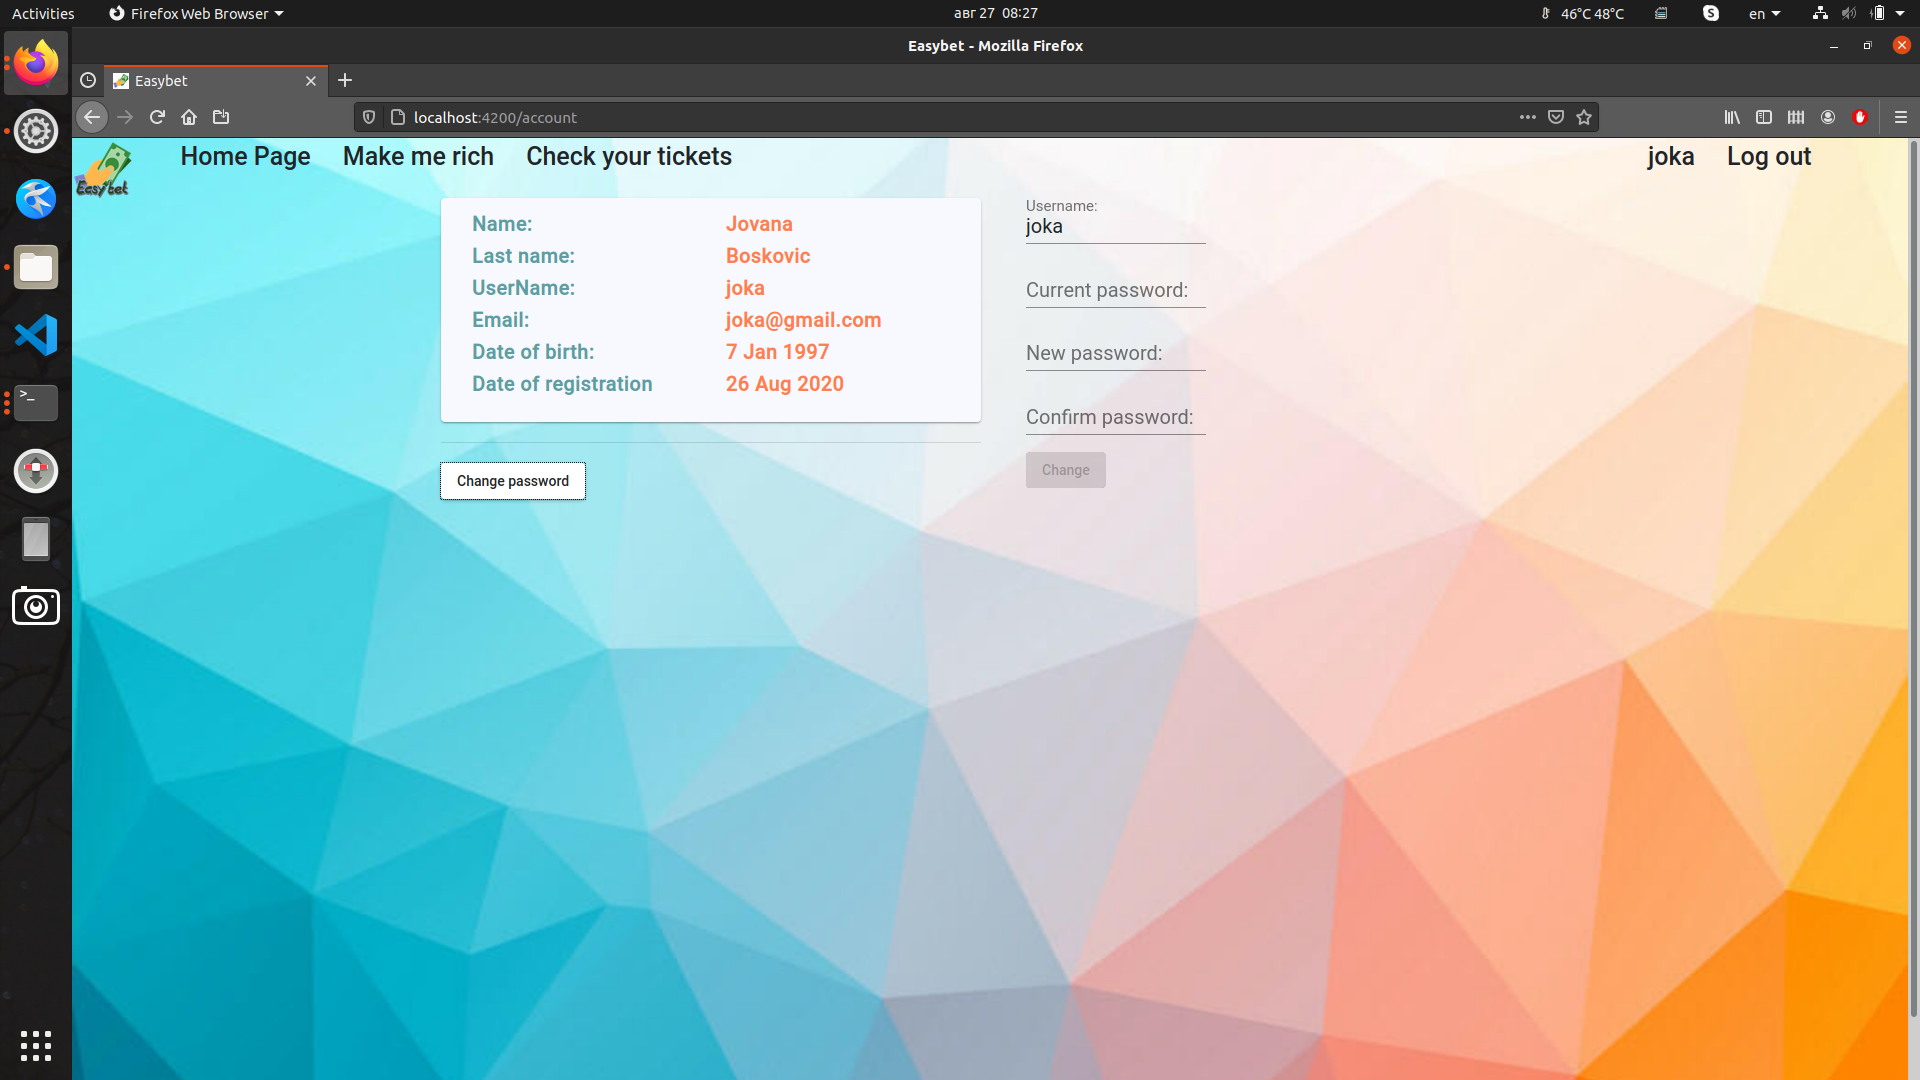 Activities
Firefox Web Browser
авг 27 08:27
46°C 48°C
en
Easybet - Mozilla Firefox
Easybet
localhost:4200/account
Easybet
Home Page
Make me rich
Check your tickets
joka
Log out
Name: Jovana
Last name: Boskovic
UserName: joka
Email: joka@gmail.com
Date of birth: 7 Jan 1997
Date of registration 26 Aug 2020
Change password
Username:
joka
Current password:
New password:
Confirm password:
Change